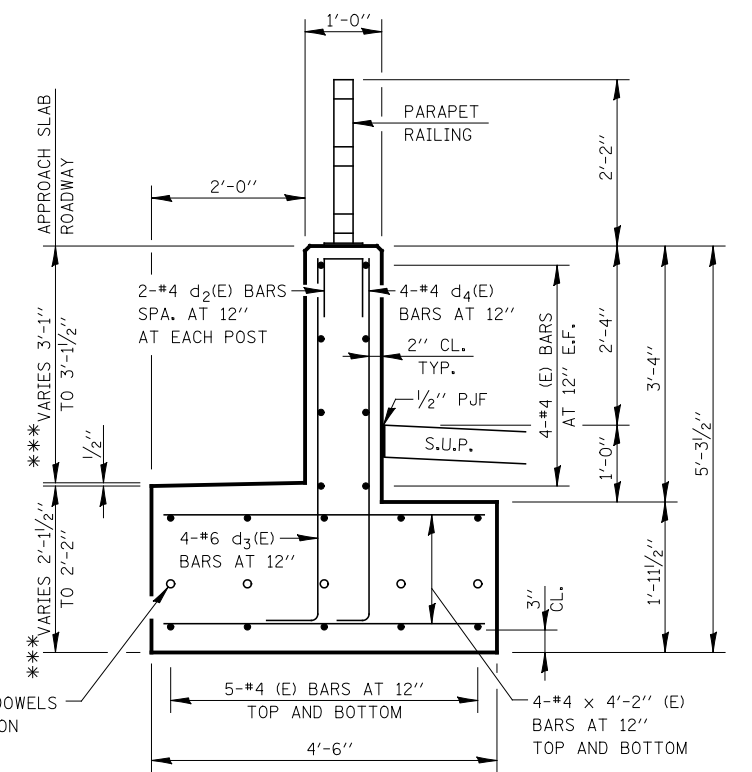 1'-0"
APPROACH SLAB
ROADWAY
2'-0"
PARAPET
RAILING
2'-2"
2-#4 d2(E) BARS
SPA. AT 12"
AT EACH POST
4-#4 d4(E)
BARS AT 12"
2" CL.
TYP.
1/2" PJF
S.U.P.
4-#4 (E) BARS
AT 12" E.F.
2'-4"
1'-0"
3'-4"
5'-3 1/2"
***VARIES 3'-1"
TO 3'-1 1/2"
1/2"
***VARIES 2'-1 1/2"
TO 2'-2"
4-#6 d3(E)
BARS AT 12"
3"
CL.
1'-11 1/2"
DOWELS
ON
5-#4 (E) BARS AT 12"
TOP AND BOTTOM
4-#4 x 4'-2" (E)
BARS AT 12"
TOP AND BOTTOM
4'-6"